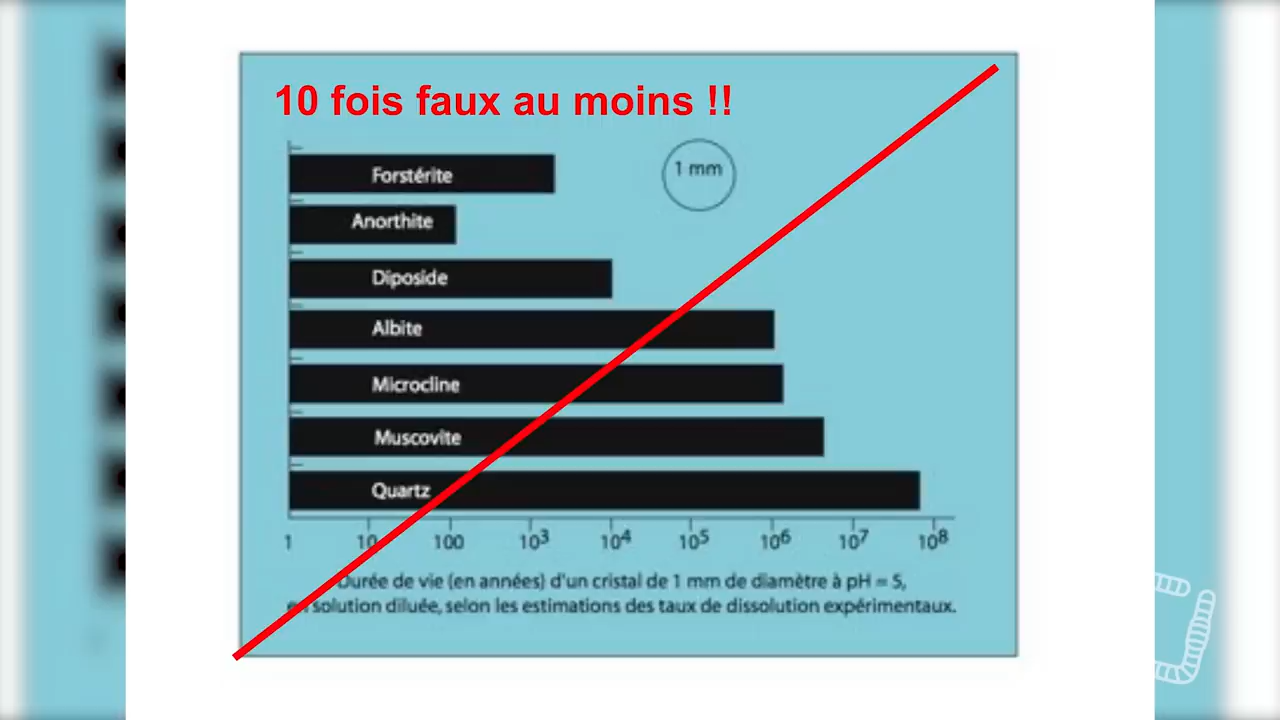 10 fois faux au moins !!
1 mm
Forstérite
Anorthite
Diposide
Albite
Microcline
Muscovite
Quartz
1 10 100 10³ 10⁴ 10⁵ 10⁶ 10⁷ 10⁸
Durée de vie (en années) d'un cristal de 1 mm de diamètre à pH = 5,
en solution diluée, selon les estimations des taux de dissolution expérimentaux.